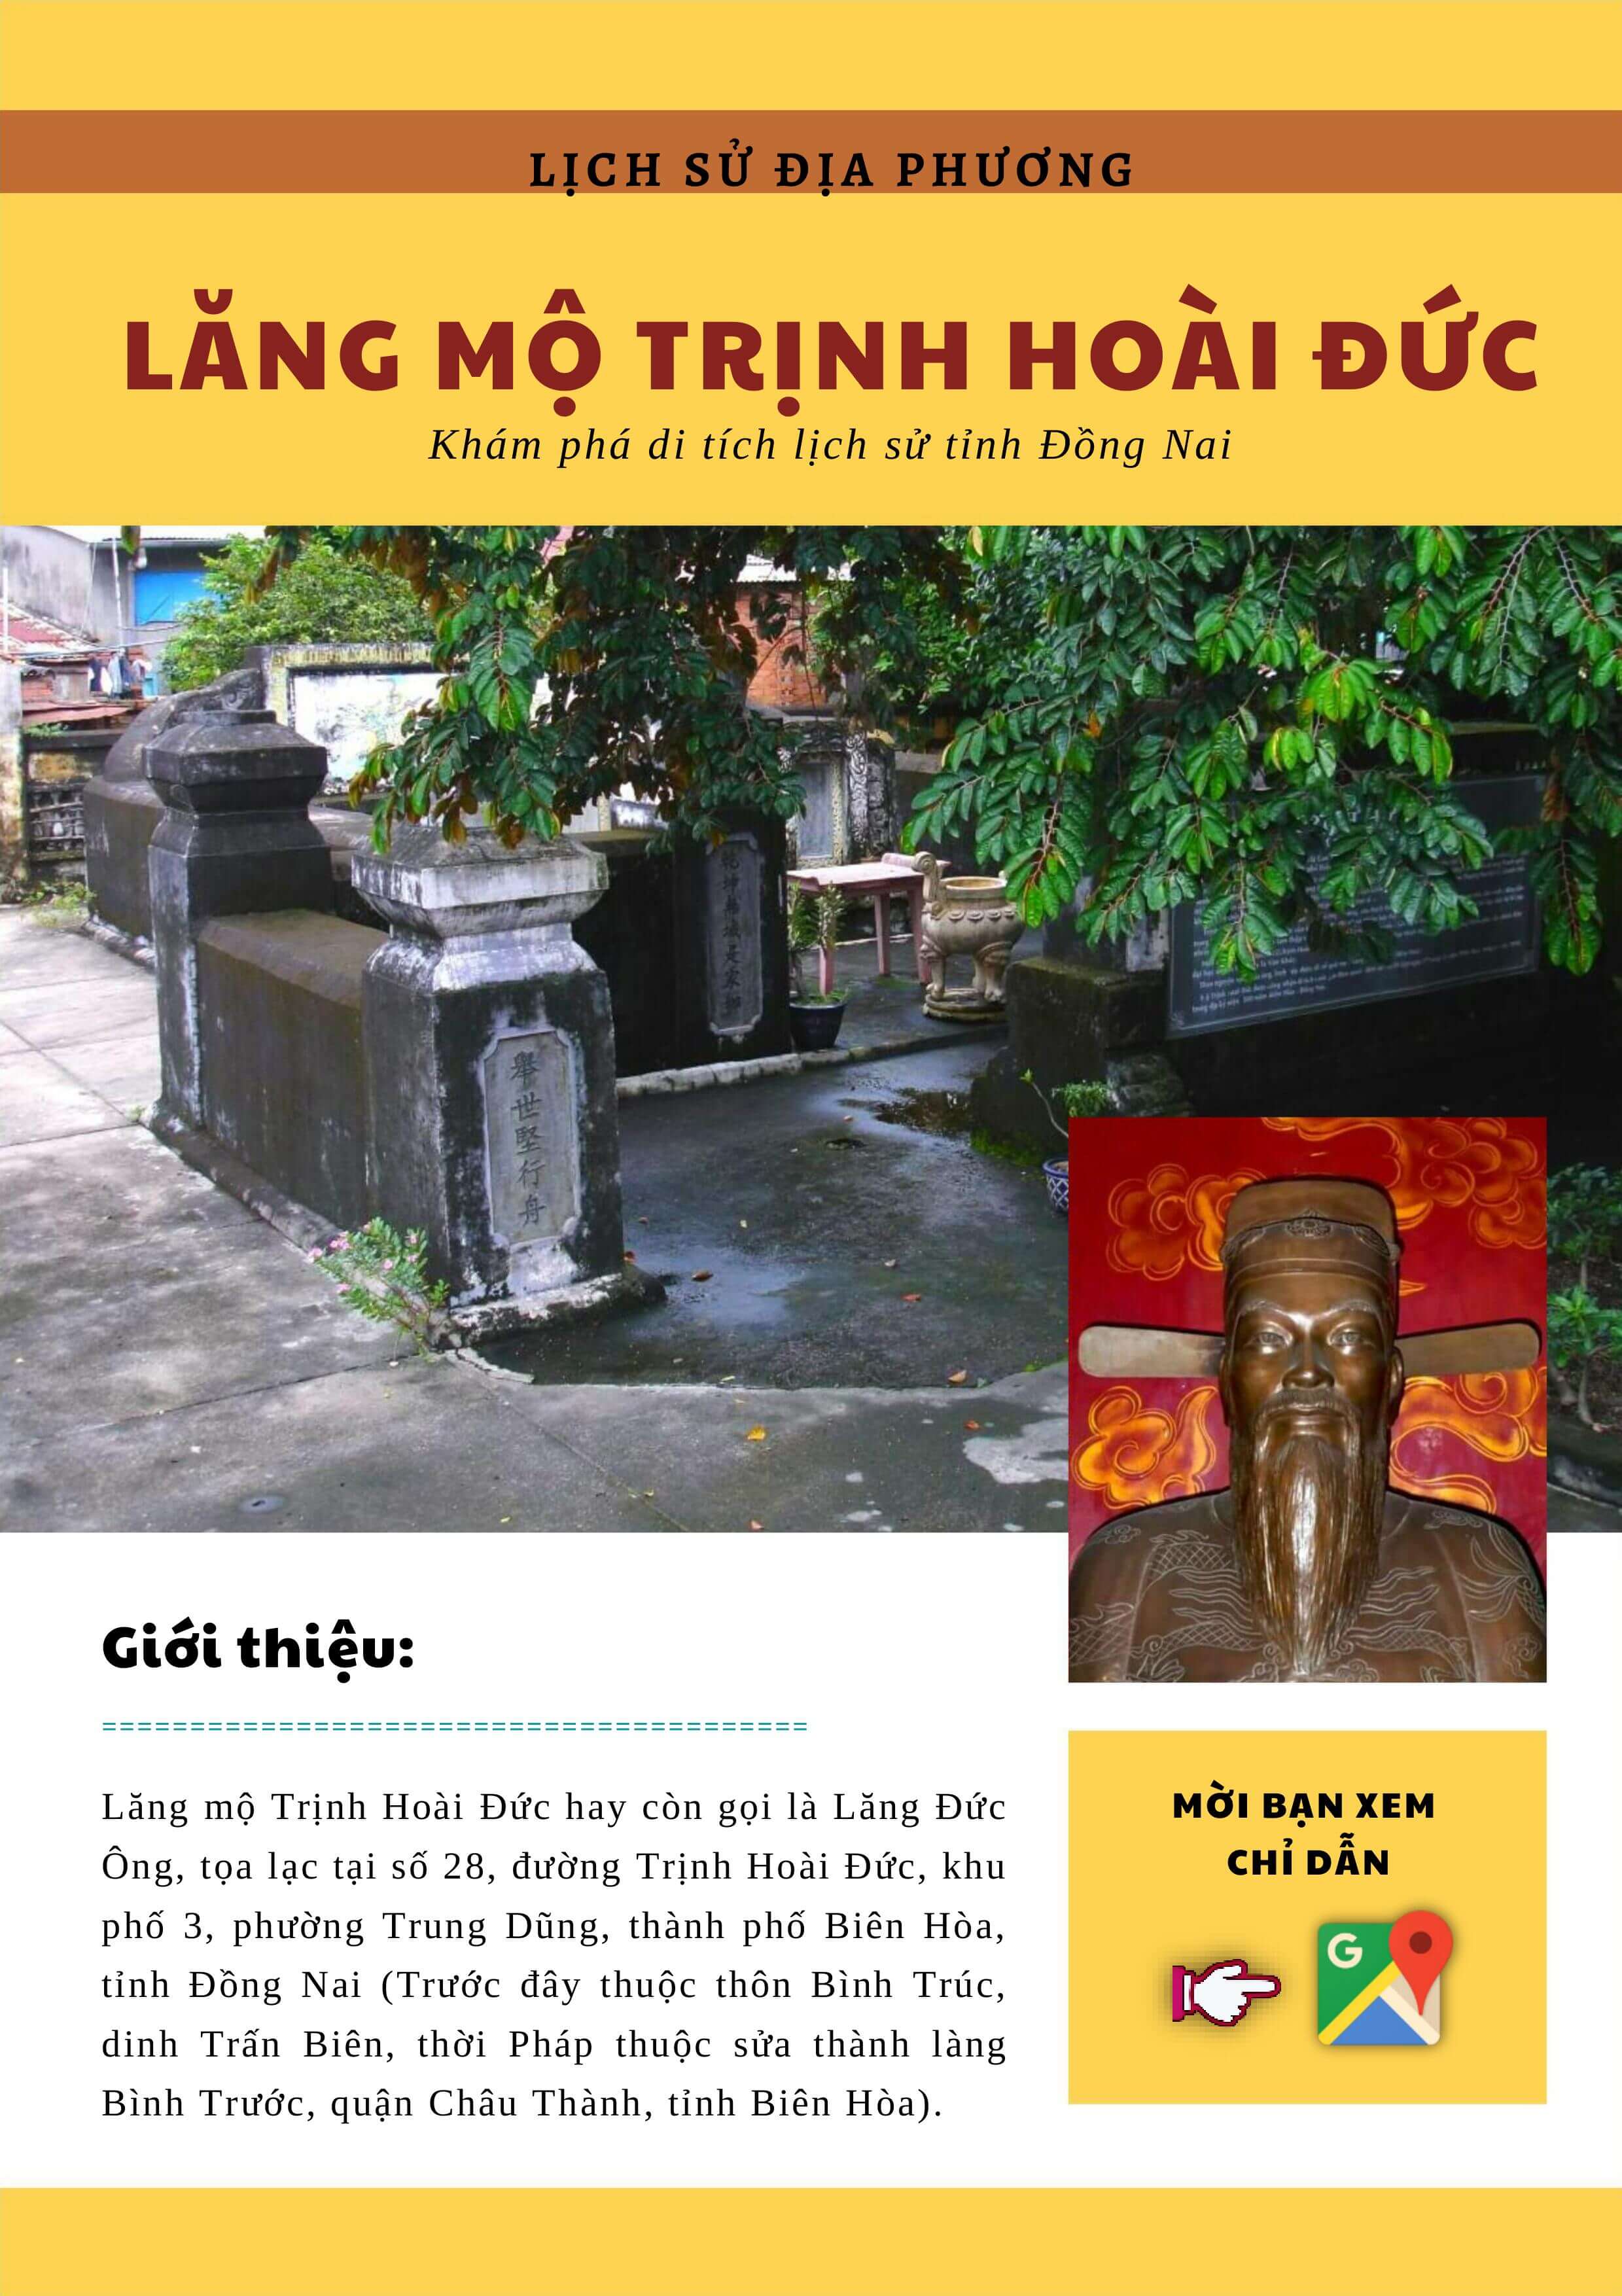 LỊCH SỬ ĐỊA PHƯƠNG
LĂNG MỘ TRỊNH HOÀI ĐỨC
Khám phá di tích lịch sử tỉnh Đồng Nai
舉世堅行舟
Giới thiệu:
========================================
Lăng mộ Trịnh Hoài Đức hay còn gọi là Lăng Đức
Ông, tọa lạc tại số 28, đường Trịnh Hoài Đức, khu
phố 3, phường Trung Dũng, thành phố Biên Hòa,
tỉnh Đồng Nai (Trước đây thuộc thôn Bình Trúc,
dinh Trấn Biên, thời Pháp thuộc sửa thành làng
Bình Trước, quận Châu Thành, tỉnh Biên Hòa).
MỜI BẠN XEM
CHỈ DẪN
G